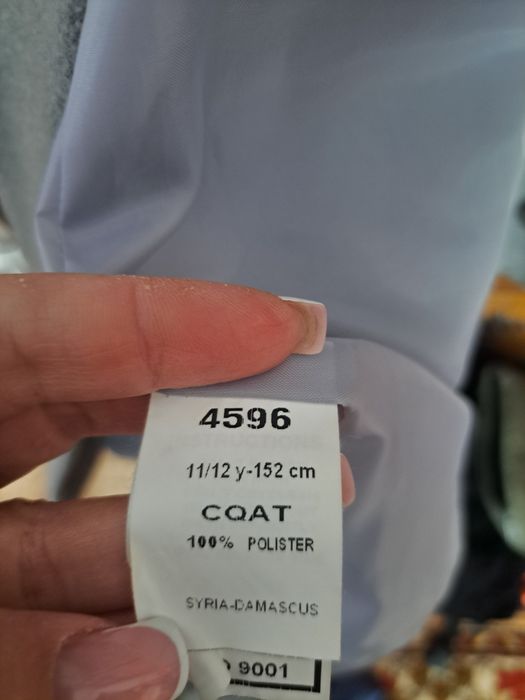 4596
11/12 y-152 cm
CQAT
100% POLISTER
SYRIA-DAMASCUS
9001